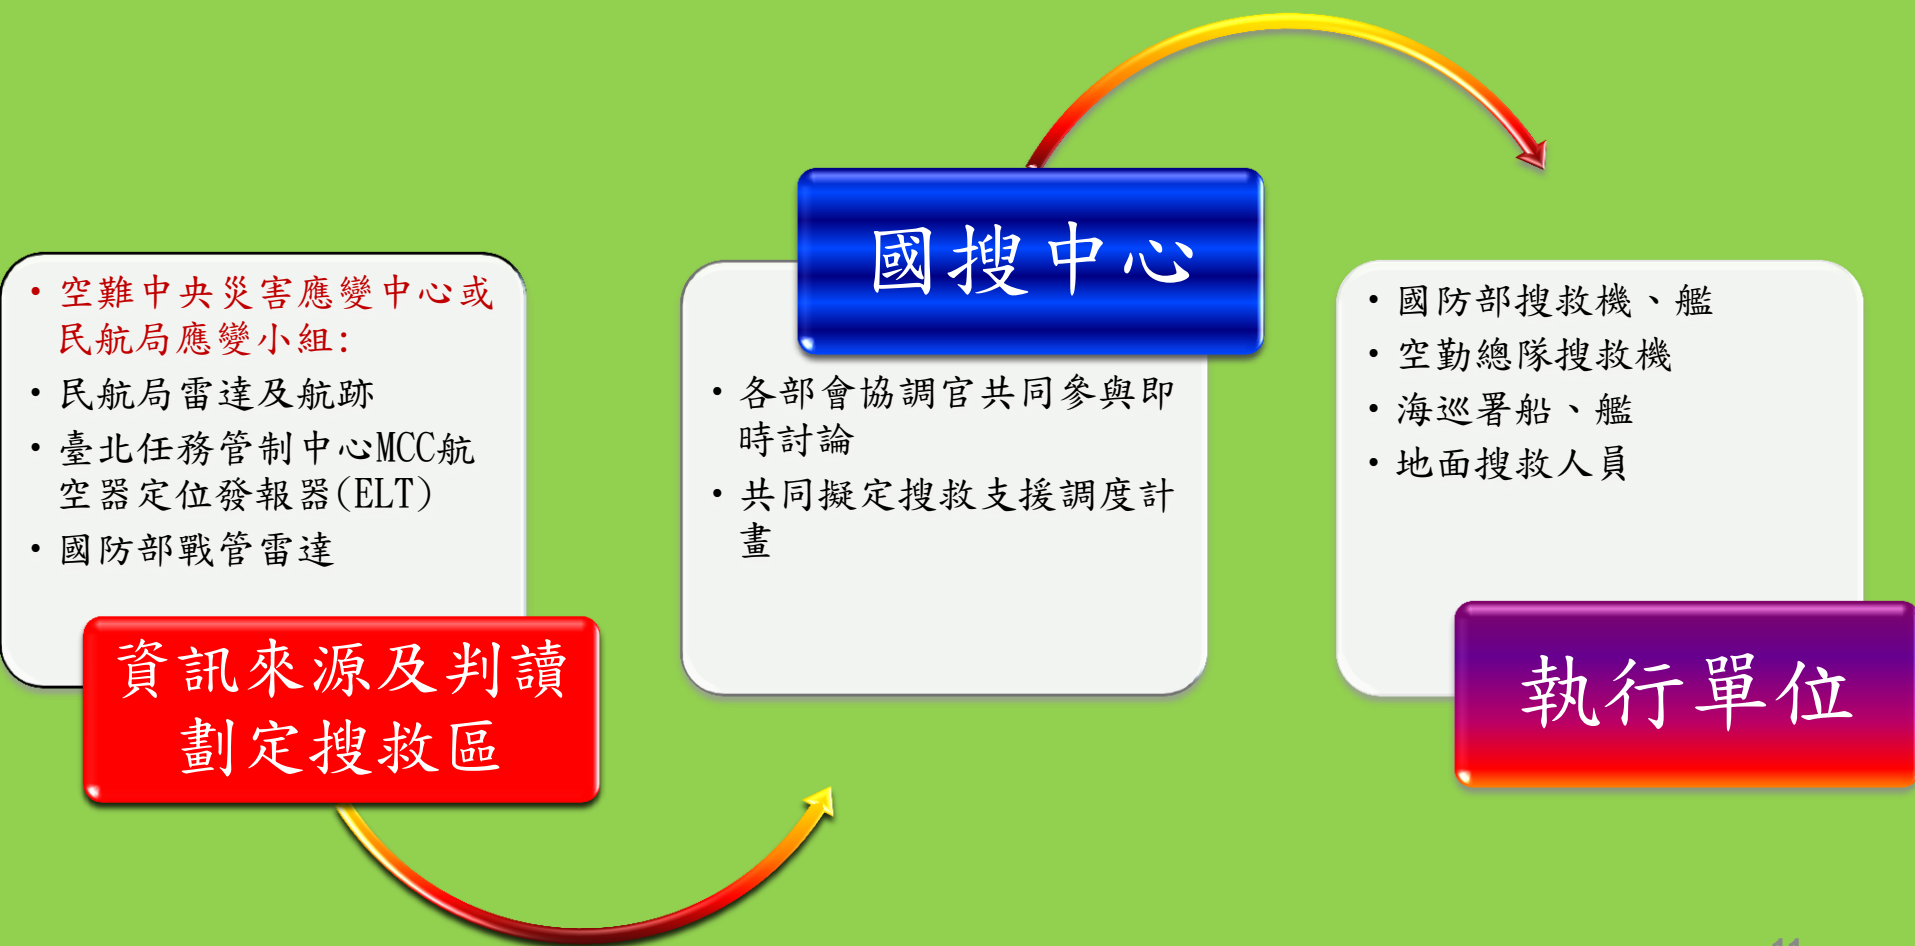 • 空難中央災害應變中心或
民航局應變小組:
• 民航局雷達及航跡
• 臺北任務管制中心MCC航
空器定位發報器(ELT)
• 國防部戰管雷達
資訊來源及判讀
劃定搜救區
國搜中心
• 各部會協調官共同參與即
時討論
• 共同擬定搜救支援調度計
畫
• 國防部搜救機、艦
• 空勤總隊搜救機
• 海巡署船、艦
• 地面搜救人員
執行單位